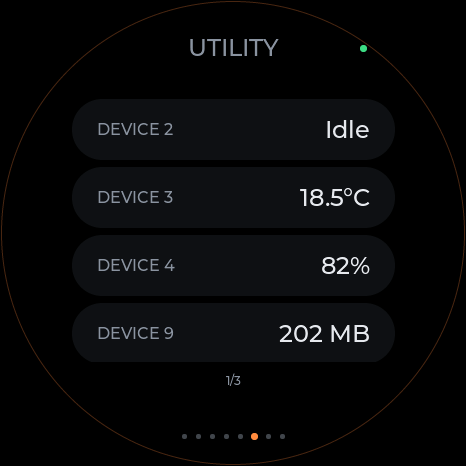 UTILITY
DEVICE 2 Idle
DEVICE 3 18.5°C
DEVICE 4 82%
DEVICE 9 202 MB
1/3